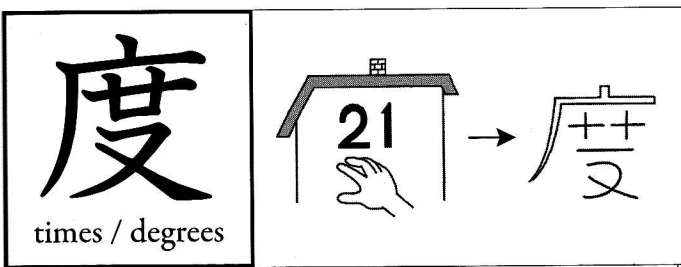 度
times / degrees
21